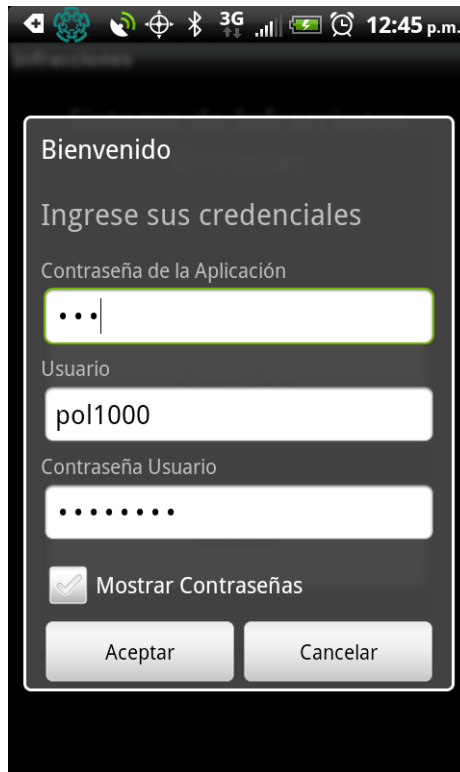 3G 12:45 p.m.
Infracciones
Bienvenido
Ingrese sus credenciales
Contraseña de la Aplicación
•••
Usuario
pol1000
Contraseña Usuario
••••••••
Mostrar Contraseñas
Aceptar Cancelar